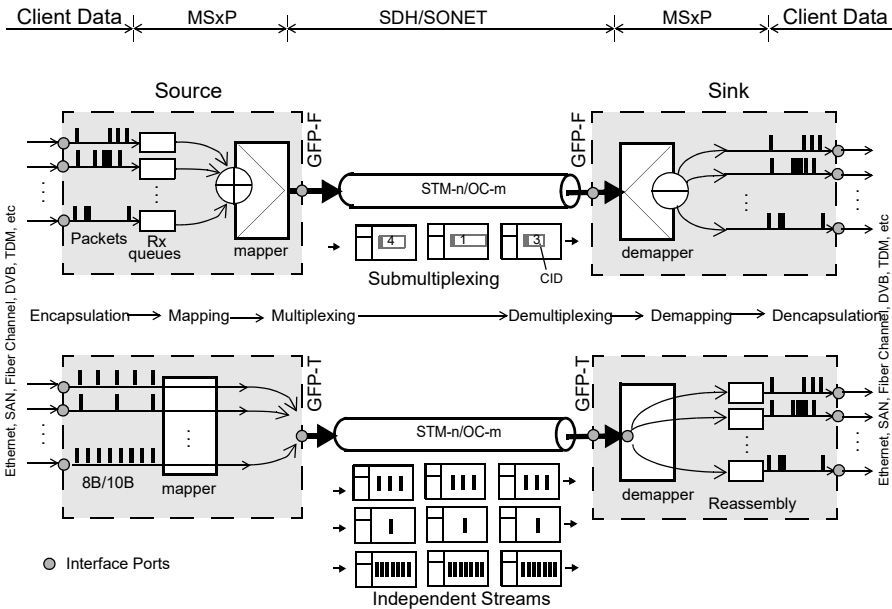 Client Data MSxP SDH/SONET MSxP Client Data
Source
Sink
Ethernet, SAN, Fiber Channel, DVB, TDM, etc
Packets
Rx
queues
mapper
GFP-F
STM-n/OC-m
4
1
3
CID
Submultiplexing
GFP-F
demapper
Ethernet, SAN, Fiber Channel, DVB, TDM, etc
Encapsulation Mapping Multiplexing Demultiplexing Demapping Dencapsulation
8B/10B
mapper
GFP-T
STM-n/OC-m
GFP-T
demapper
Reassembly
Interface Ports
Independent Streams